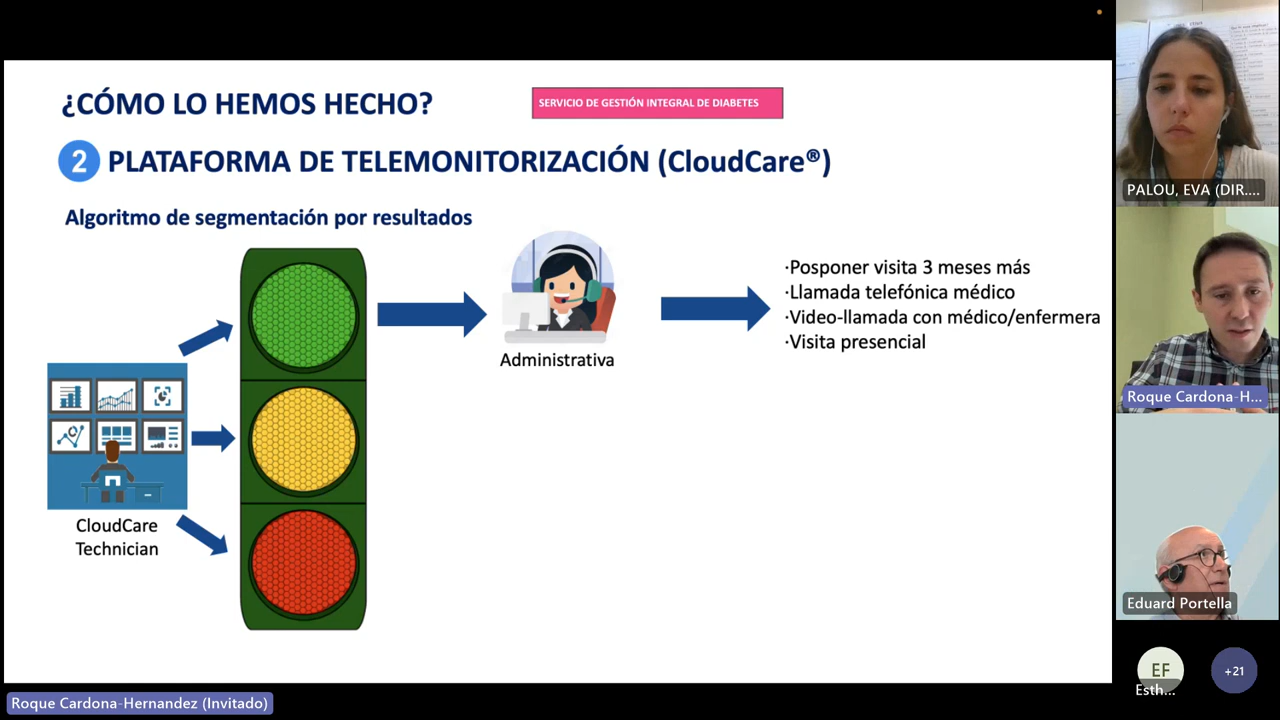 ¿CÓMO LO HEMOS HECHO?
SERVICIO DE GESTIÓN INTEGRAL DE DIABETES
2 PLATAFORMA DE TELEMONITORIZACIÓN (CloudCare®)
Algoritmo de segmentación por resultados
·Posponer visita 3 meses más
·Llamada telefónica médico
·Video-llamada con médico/enfermera
·Visita presencial
Administrativa
CloudCare
Technician
PALOU, EVA (DIR....
Roque Cardona-H...
Eduard Portella
EF
Esth...
+21
Roque Cardona-Hernandez (Invitado)